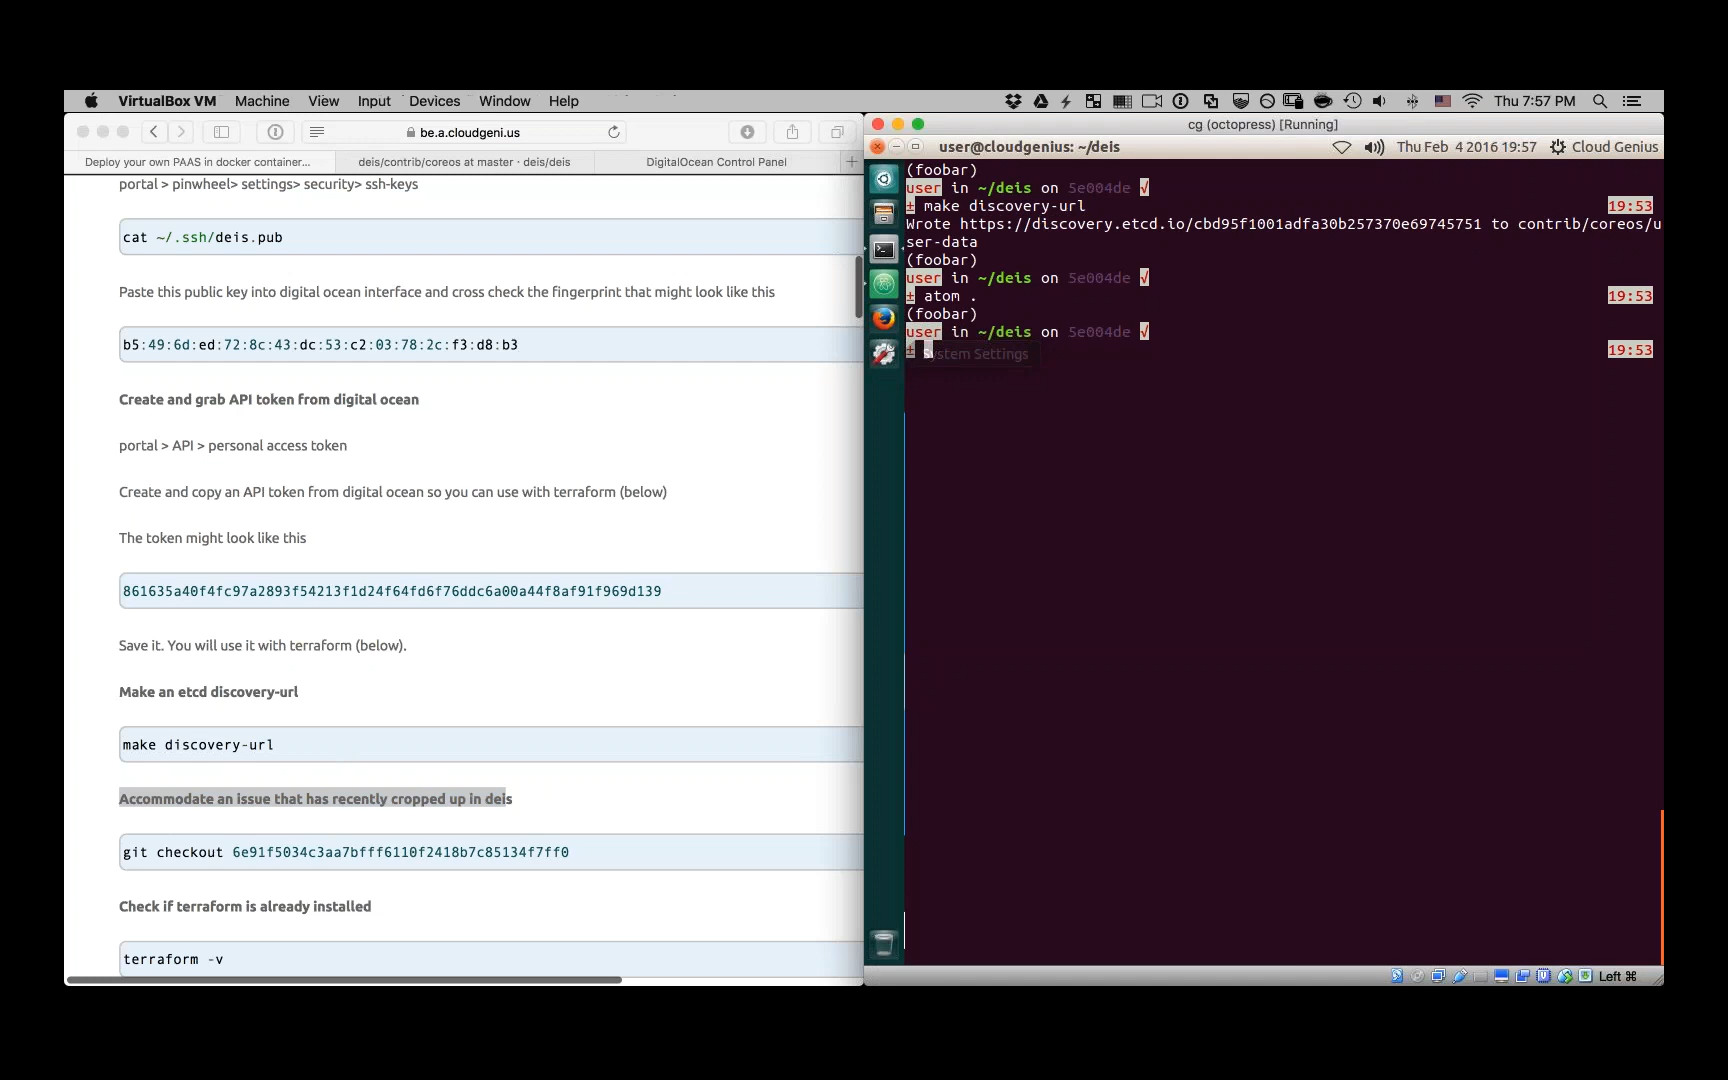 VirtualBox VM Machine View Input Devices Window Help Thu 7:57 PM
be.a.cloudgeni.us
Deploy your own PAAS in docker container... deis/contrib/coreos at master · deis/deis DigitalOcean Control Panel
portal > pinwheel> settings> security> ssh-keys
cat ~/.ssh/deis.pub
Paste this public key into digital ocean interface and cross check the fingerprint that might look like this
b5:49:6d:ed:72:8c:43:dc:53:c2:03:78:2c:f3:d8:b3
Create and grab API token from digital ocean
portal > API > personal access token
Create and copy an API token from digital ocean so you can use with terraform (below)
The token might look like this
861635a40f4fc97a2893f54213f1d24f64fd6f76ddc6a00a44f8af91f969d139
Save it. You will use it with terraform (below).
Make an etcd discovery-url
make discovery-url
Accommodate an issue that has recently cropped up in deis
git checkout 6e91f5034c3aa7bfff6110f2418b7c85134f7ff0
Check if terraform is already installed
terraform -v
cg (octopress) [Running]
user@cloudgenius: ~/deis Thu Feb 4 2016 19:57 Cloud Genius
(foobar)
user in ~/deis on 5e004de √
± make discovery-url 19:53
Wrote https://discovery.etcd.io/cbd95f1001adfa30b257370e69745751 to contrib/coreos/u
ser-data
(foobar)
user in ~/deis on 5e004de √
± atom . 19:53
(foobar)
user in ~/deis on 5e004de √
± System Settings 19:53
Left ⌘